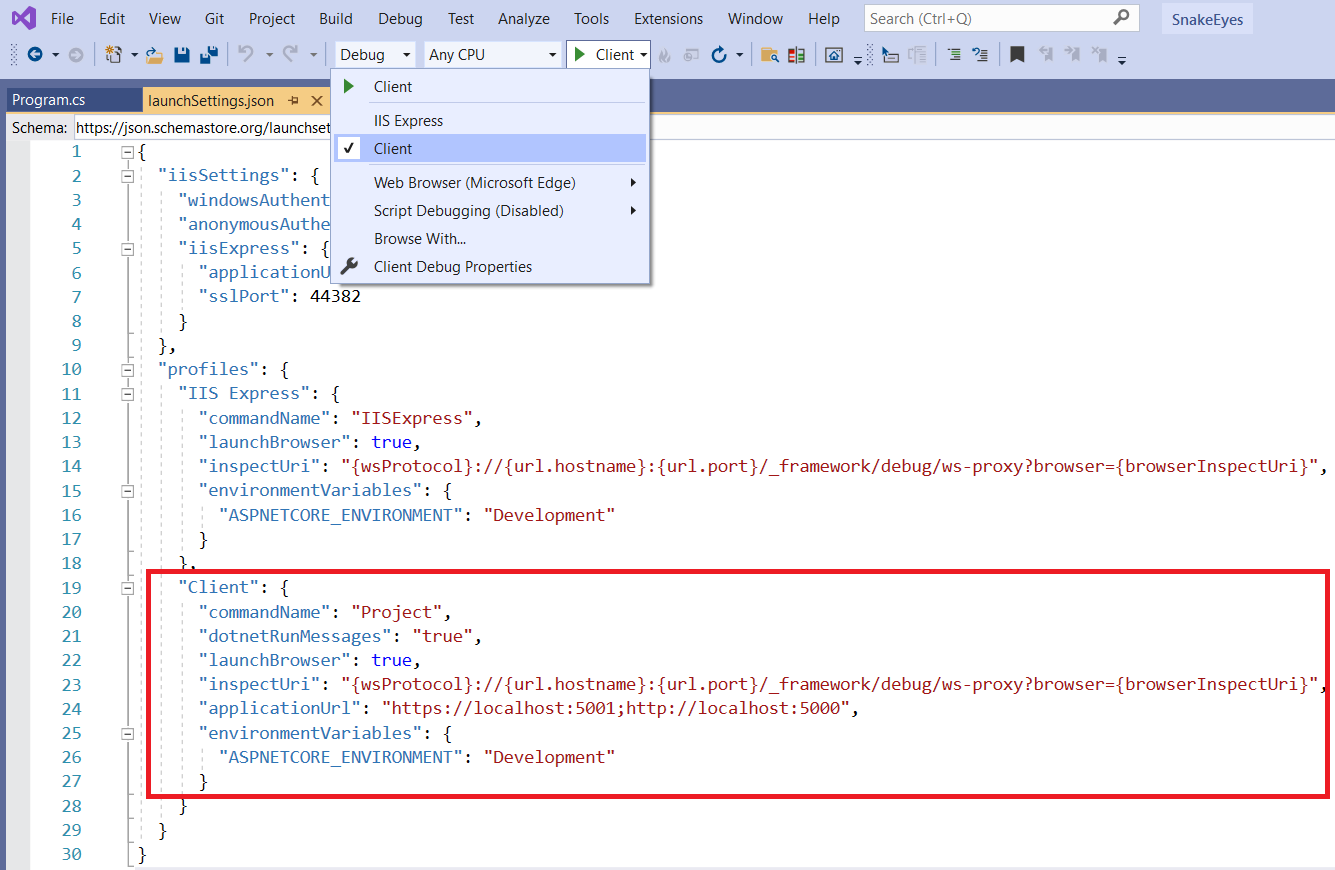 File Edit View Git Project Build Debug Test Analyze Tools Extensions Window Help Search (Ctrl+Q) SnakeEyes
Debug Any CPU Client
Client
IIS Express
Client
Web Browser (Microsoft Edge)
Script Debugging (Disabled)
Browse With...
Client Debug Properties
Program.cs launchSettings.json
Schema: https://json.schemastore.org/launchset
1 {
2 "iisSettings": {
3 "windowsAuthent
4 "anonymousAuthe
5 "iisExpress": {
6 "applicationU
7 "sslPort": 44382
8 }
9 },
10 "profiles": {
11 "IIS Express": {
12 "commandName": "IISExpress",
13 "launchBrowser": true,
14 "inspectUri": "{wsProtocol}://{url.hostname}:{url.port}/_framework/debug/ws-proxy?browser={browserInspectUri}",
15 "environmentVariables": {
16 "ASPNETCORE_ENVIRONMENT": "Development"
17 }
18 },
19 "Client": {
20 "commandName": "Project",
21 "dotnetRunMessages": "true",
22 "launchBrowser": true,
23 "inspectUri": "{wsProtocol}://{url.hostname}:{url.port}/_framework/debug/ws-proxy?browser={browserInspectUri}",
24 "applicationUrl": "https://localhost:5001;http://localhost:5000",
25 "environmentVariables": {
26 "ASPNETCORE_ENVIRONMENT": "Development"
27 }
28 }
29 }
30 }